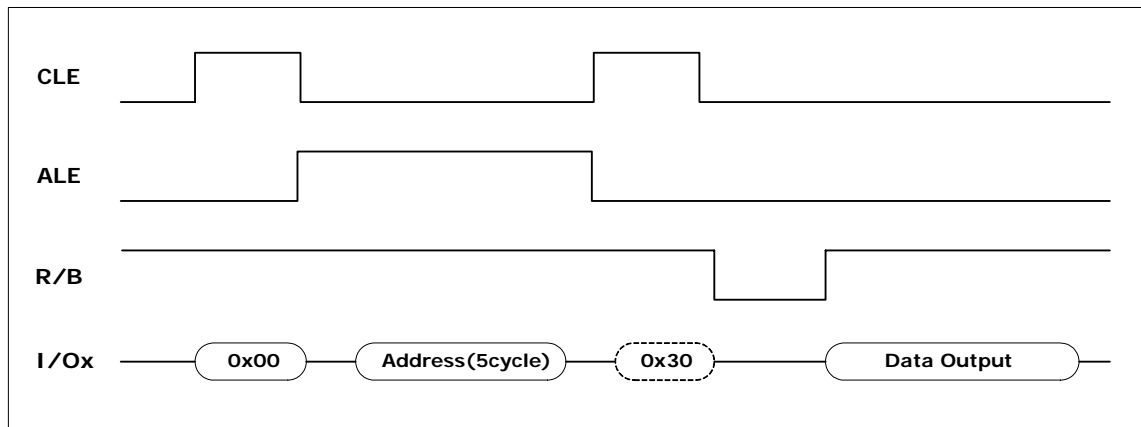 CLE
ALE
R/B
I/Ox 0x00 Address(5cycle) 0x30 Data Output